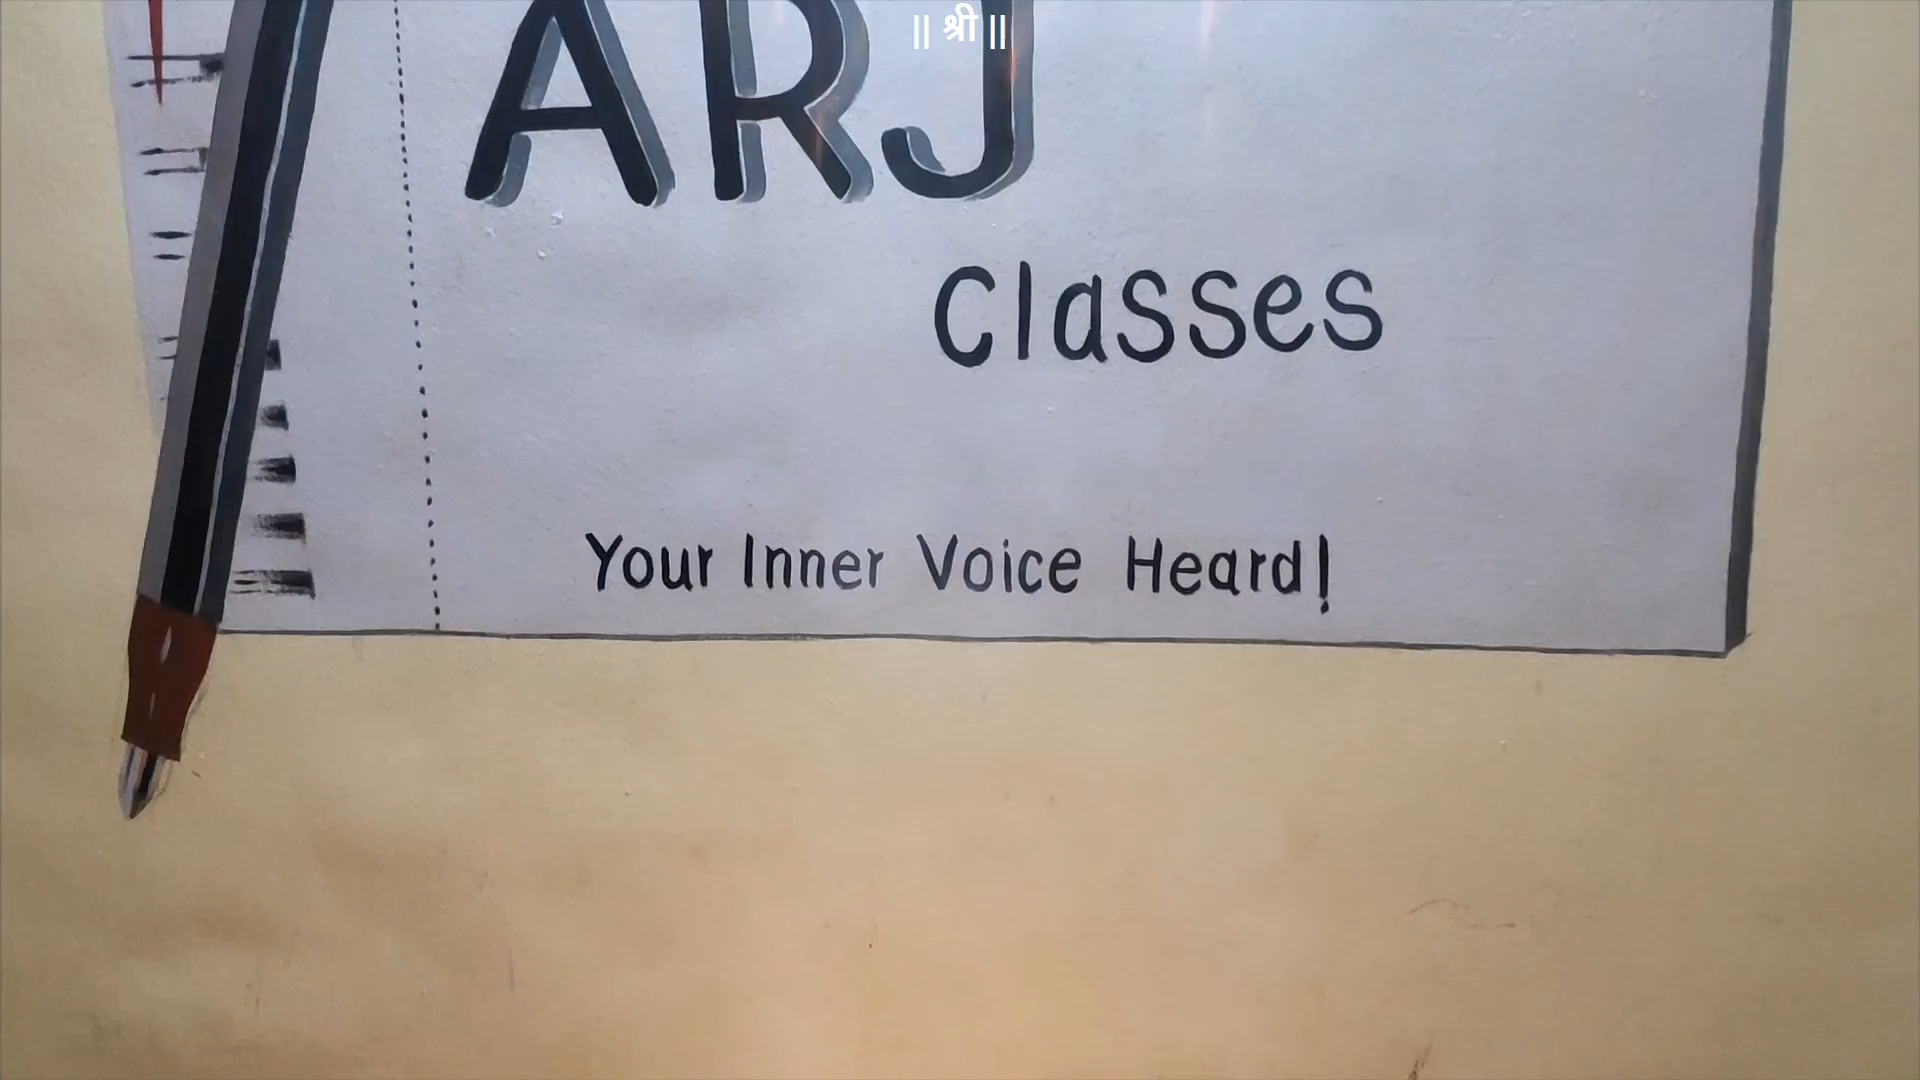 || श्री ||
ARJ
Classes
Your Inner Voice Heard!